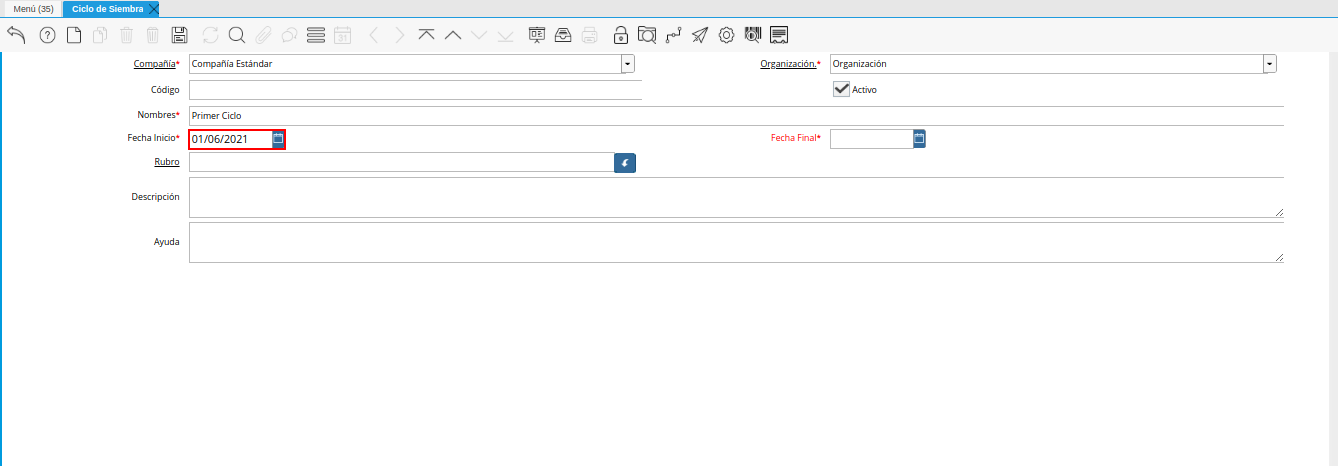 Menú (35) Ciclo de Siembra
31
Compañía* Compañía Estándar Organización.* Organización
Código Activo
Nombres* Primer Ciclo
Fecha Inicio* 01/06/2021 Fecha Final*
Rubro
Descripción
Ayuda